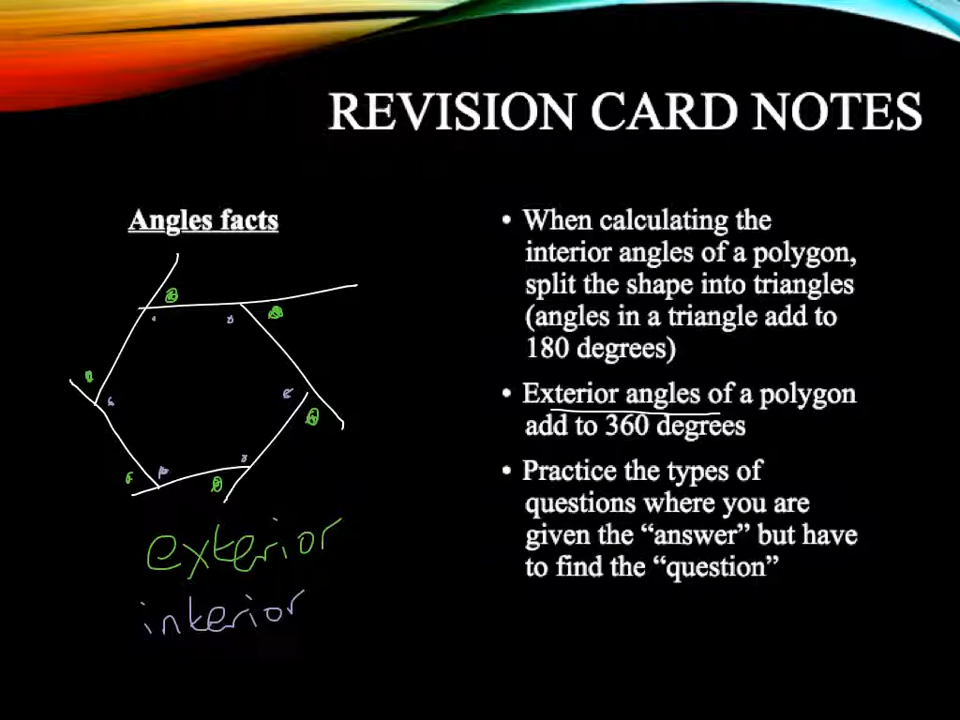 REVISION CARD NOTES
Angles facts
• When calculating the
interior angles of a polygon,
split the shape into triangles
(angles in a triangle add to
180 degrees)
• Exterior angles of a polygon
add to 360 degrees
• Practice the types of
questions where you are
given the “answer” but have
to find the “question”
exterior
interior